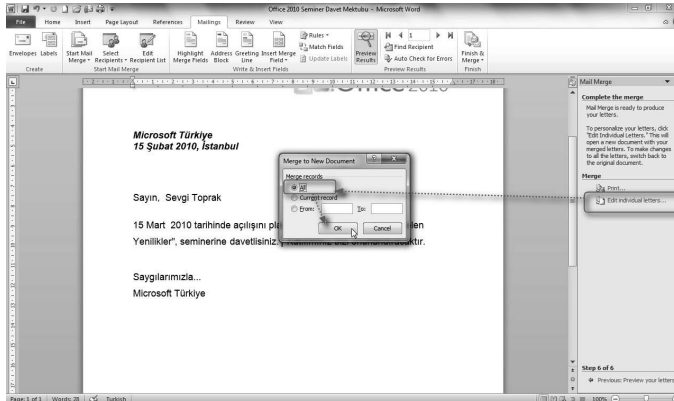 Office 2010 Seminer Davet Mektubu - Microsoft Word
File Home Insert Page Layout References Mailings Review View
Envelopes Labels
Start Mail Merge
Select Recipients
Edit Recipient List
Highlight Merge Fields
Address Block
Greeting Line
Insert Merge Field
Rules
Match Fields
Update Labels
Preview Results
1
Find Recipient
Auto Check for Errors
Finish & Merge
Create
Start Mail Merge
Write & Insert Fields
Preview Results
Finish
Office 2010
Microsoft Türkiye
15 Şubat 2010, İstanbul
Sayın, Sevgi Toprak
15 Mart 2010 tarihinde açılışını
Yenilikler", seminerine davetlisiniz.
Saygılarımızla...
Microsoft Türkiye
Merge to New Document
Merge records
All
Current record
From: To:
OK Cancel
Mail Merge
Complete the merge
Mail Merge is ready to produce
your letters.
To personalize your letters, click
"Edit Individual Letters." This will
open a new document with your
merged letters. To make changes
to all the letters, switch back to
the original document.
Merge
Print...
Edit individual letters...
Step 6 of 6
Previous: Preview your letters
Page: 1 of 1 Words: 28 Turkish 100%